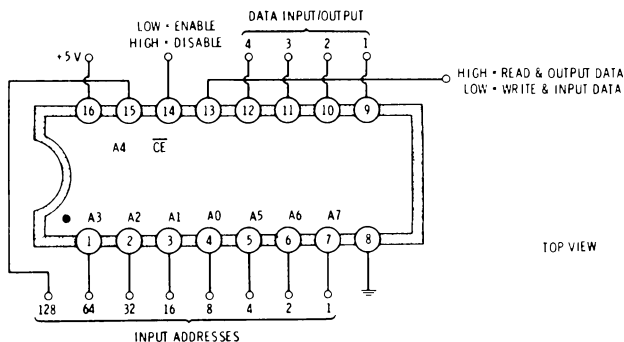 LOW = ENABLE
HIGH = DISABLE
DATA INPUT/OUTPUT
4 3 2 1
+5V
HIGH = READ & OUTPUT DATA
LOW = WRITE & INPUT DATA
16 15 14 13 12 11 10 9
A4 CE
A3 A2 A1 A0 A5 A6 A7
1 2 3 4 5 6 7 8
TOP VIEW
128 64 32 16 8 4 2 1
INPUT ADDRESSES